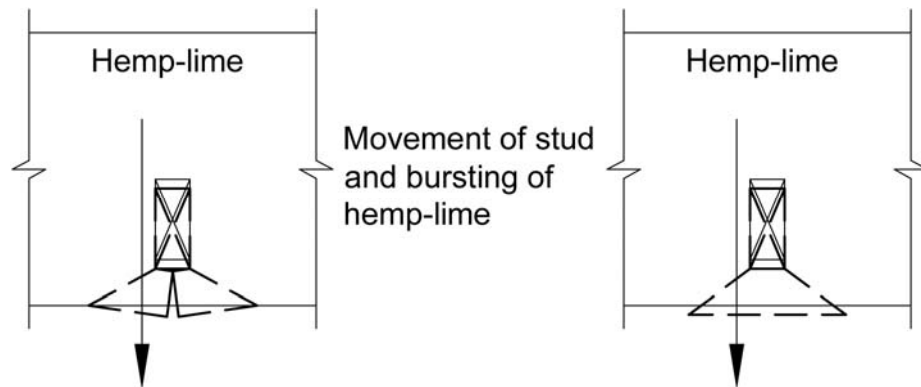 Hemp-lime
Hemp-lime
Movement of stud
and bursting of
hemp-lime